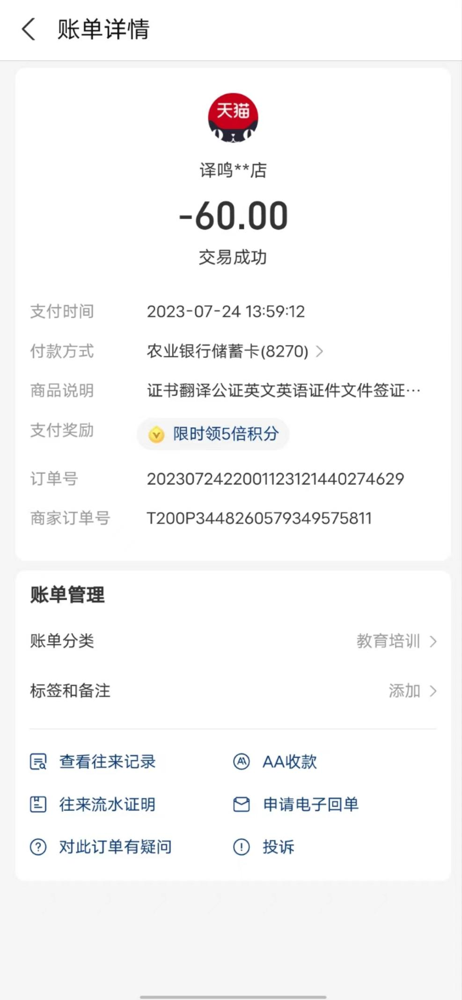 账单详情
天猫
译鸣**店
-60.00
交易成功
支付时间 2023-07-24 13:59:12
付款方式 农业银行储蓄卡(8270)
商品说明 证书翻译公证英文英语证件文件签证…
支付奖励 限时领5倍积分
订单号 2023072422001123121440274629
商家订单号 T200P3448260579349575811
账单管理
账单分类 教育培训
标签和备注 添加
查看往来记录 AA收款
往来流水证明 申请电子回单
对此订单有疑问 投诉